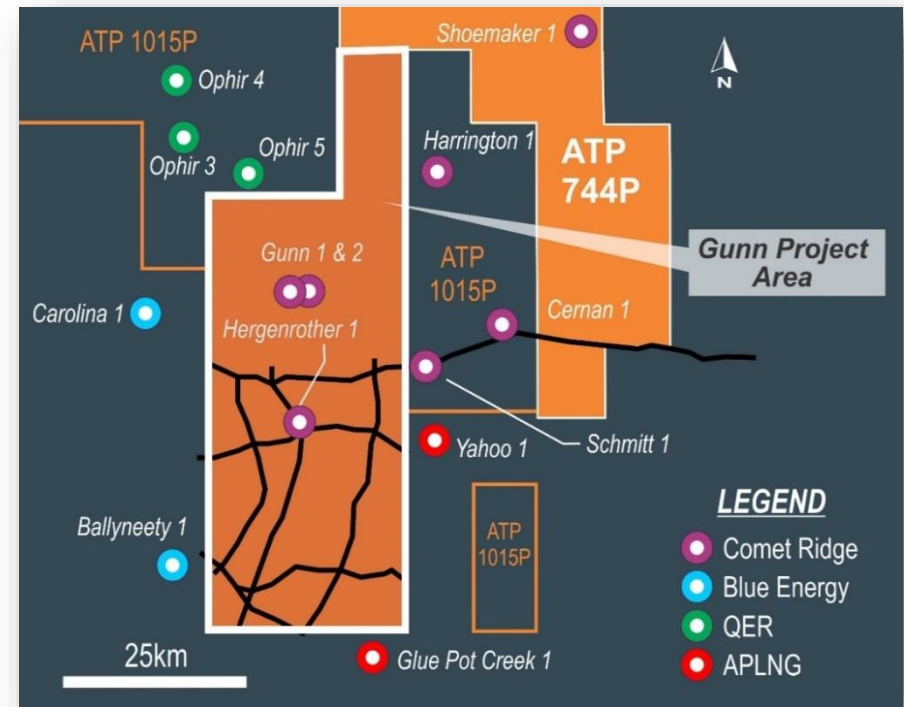 Shoemaker 1
ATP 1015P
Ophir 4
N
Ophir 3
Ophir 5
Harrington 1
ATP
744P
Gunn Project
Area
Gunn 1 & 2
ATP
1015P
Carolina 1
Cernan 1
Hergenrother 1
Yahoo 1
Schmitt 1
Ballyneety 1
ATP
1015P
LEGEND
Comet Ridge
Blue Energy
QER
APLNG
25km
Glue Pot Creek 1